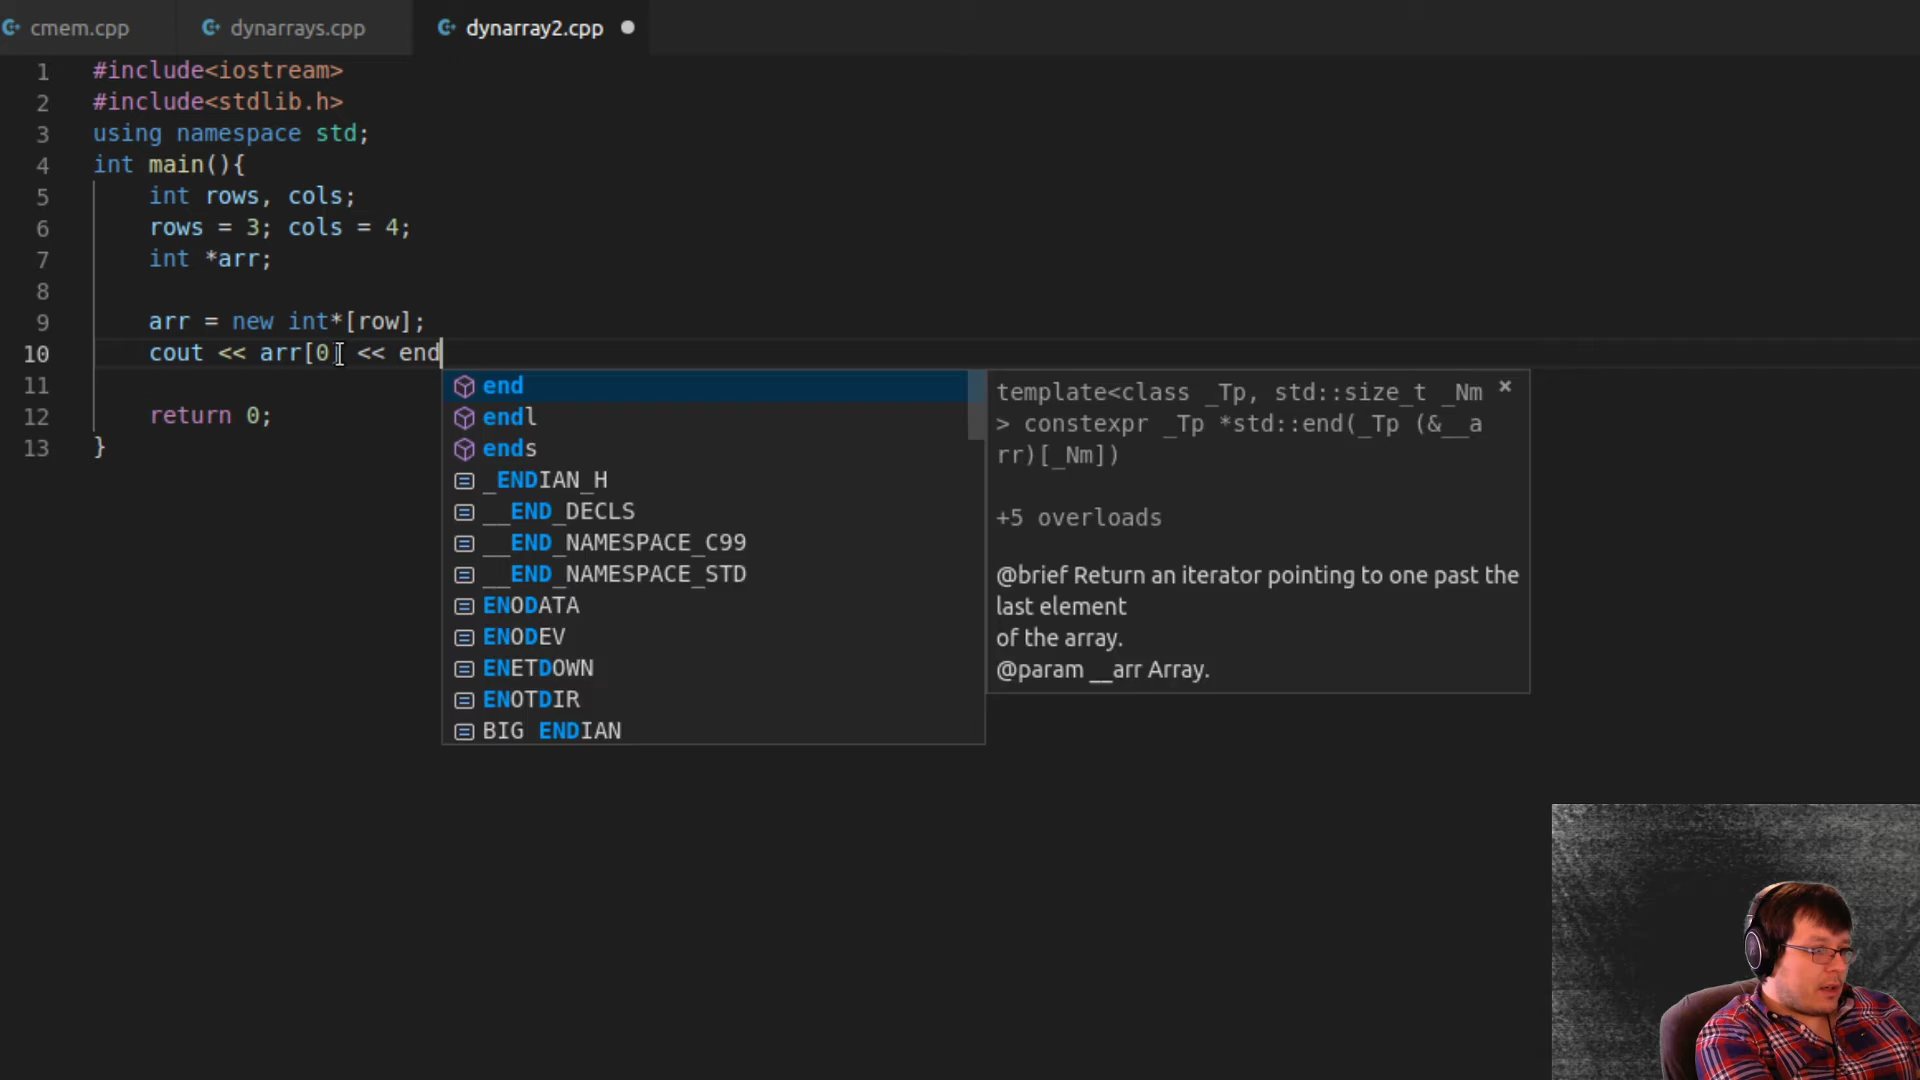 cmem.cpp dynarrays.cpp dynarray2.cpp
1 #include<iostream>
2 #include<stdlib.h>
3 using namespace std;
4 int main(){
5 int rows, cols;
6 rows = 3; cols = 4;
7 int *arr;
8
9 arr = new int*[row];
10 cout << arr[0] << end
11
12 return 0;
13 }
end
endl
ends
_ENDIAN_H
__END_DECLS
__END_NAMESPACE_C99
__END_NAMESPACE_STD
ENODATA
ENODEV
ENETDOWN
ENOTDIR
BIG ENDIAN
template<class _Tp, std::size_t _Nm
> constexpr _Tp *std::end(_Tp (&__a
rr)[_Nm])
+5 overloads
@brief Return an iterator pointing to one past the
last element
of the array.
@param __arr Array.